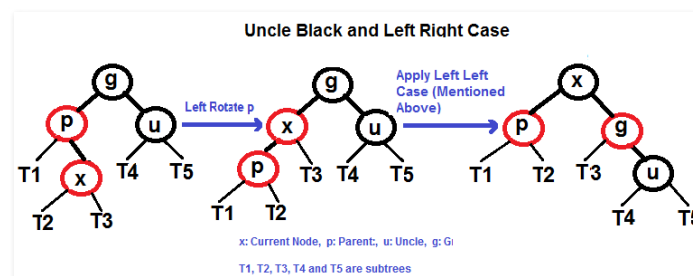 Uncle Black and Left Right Case
g
p
u
x
T1
T4
T5
T2
T3
Left Rotate p
g
x
u
p
T3
T4
T5
T1
T2
Apply Left Left
Case (Mentioned
Above)
x
p
g
T1
T2
T3
u
T4
T5
x: Current Node, p: Parent:, u: Uncle, g:
T1, T2, T3, T4 and T5 are subtrees